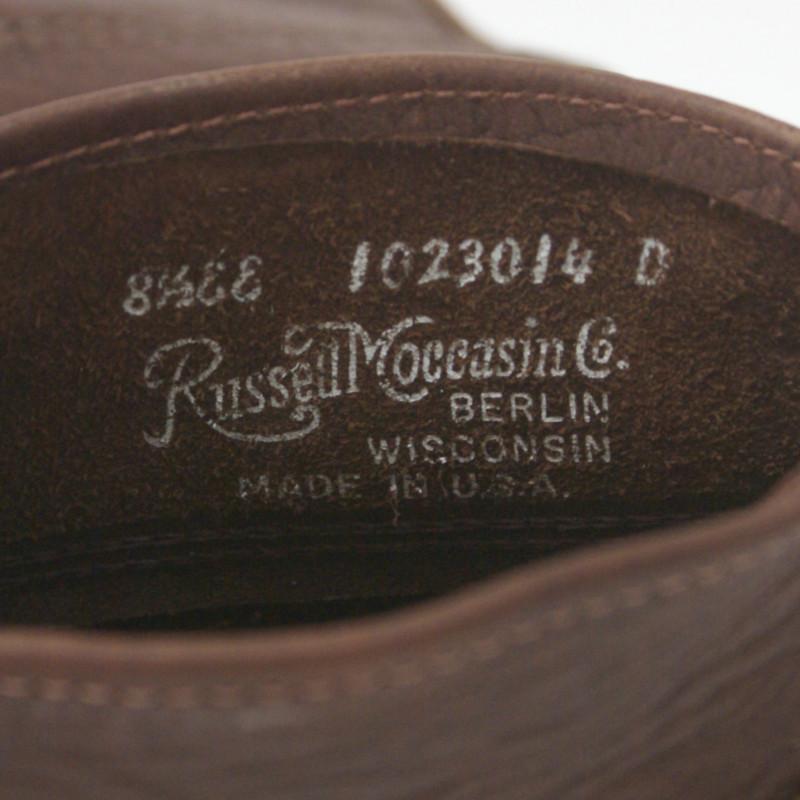 8½EE 1023014 D
Russell Moccasin Co.
BERLIN
WISCONSIN
MADE IN U.S.A.